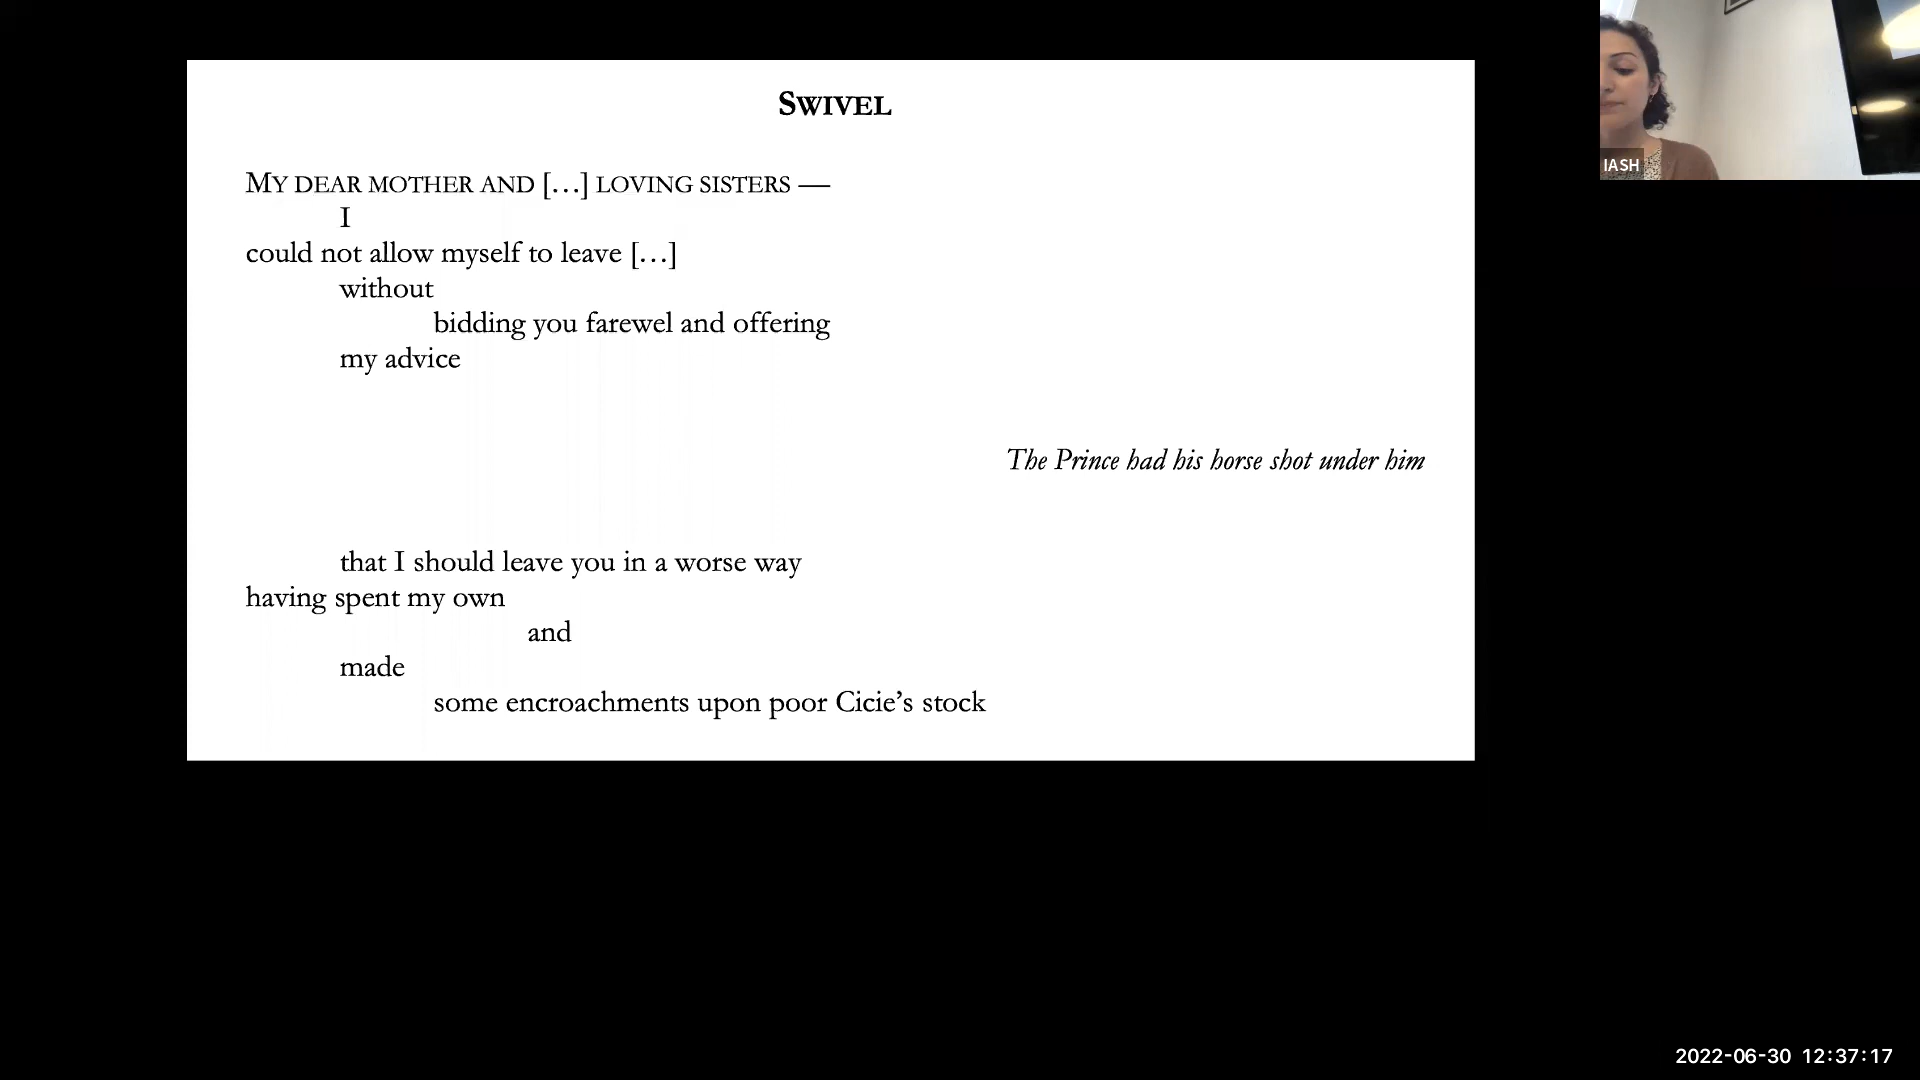 SWIVEL
MY DEAR MOTHER AND […] LOVING SISTERS —
I
could not allow myself to leave […]
without
bidding you farewel and offering
my advice
The Prince had his horse shot under him
that I should leave you in a worse way
having spent my own
and
made
some encroachments upon poor Cicie’s stock
IASH
2022-06-30 12:37:17